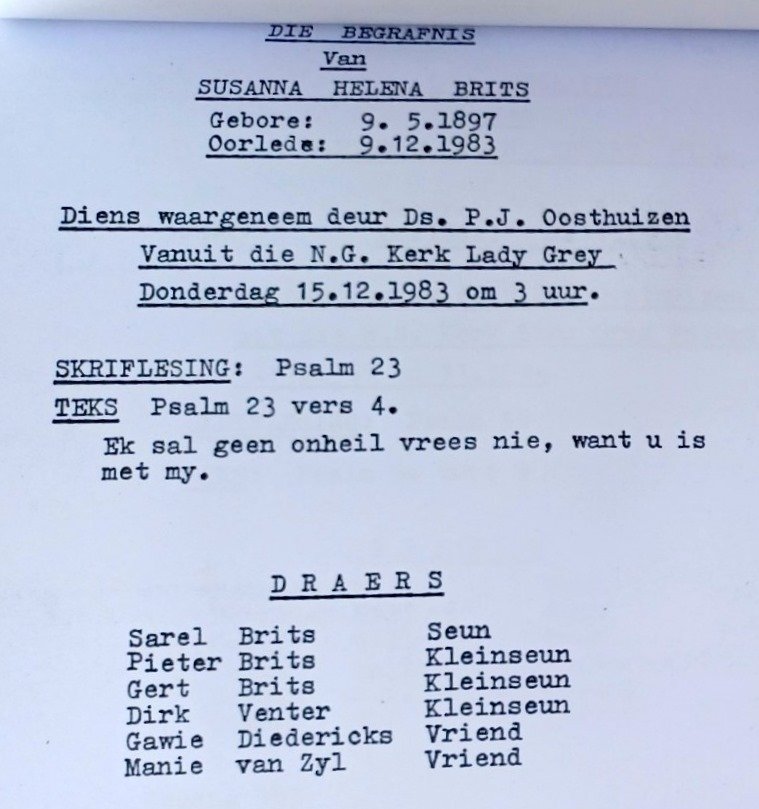 DIE BEGRAFNIS
Van
SUSANNA HELENA BRITS
Gebore: 9. 5.1897
Oorlede: 9.12.1983
Diens waargeneem deur Ds. P.J. Oosthuizen
Vanuit die N.G. Kerk Lady Grey
Donderdag 15.12.1983 om 3 uur.
SKRIFLESING: Psalm 23
TEKS Psalm 23 vers 4.
Ek sal geen onheil vrees nie, want u is
met my.
D R A E R S
Sarel Brits Seun
Pieter Brits Kleinseun
Gert Brits Kleinseun
Dirk Venter Kleinseun
Gawie Diedericks Vriend
Manie van Zyl Vriend